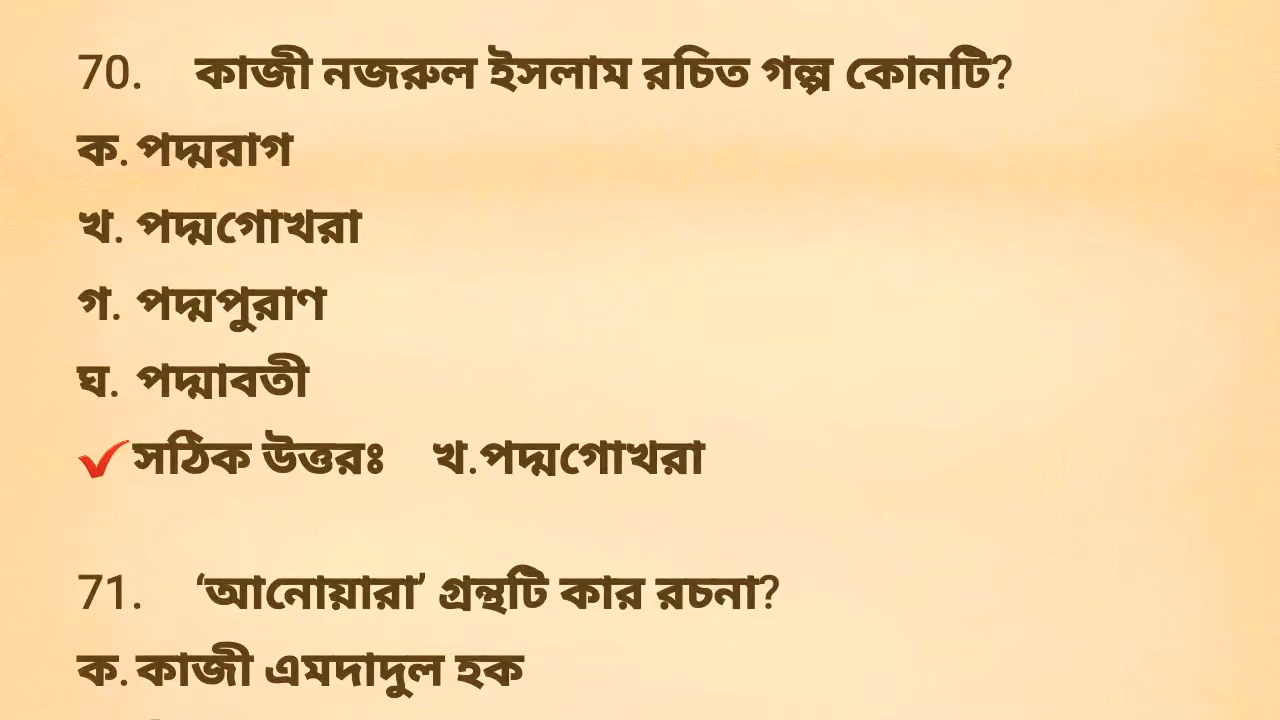 70. কাজী নজরুল ইসলাম রচিত গল্প কোনটি?
ক. পদ্মরাগ
খ. পদ্মগোখরা
গ. পদ্মপুরাণ
ঘ. পদ্মাবতী
✓সঠিক উত্তরঃ খ.পদ্মগোখরা
71. ‘আনোয়ারা’ গ্রন্থটি কার রচনা?
ক. কাজী এমদাদুল হক